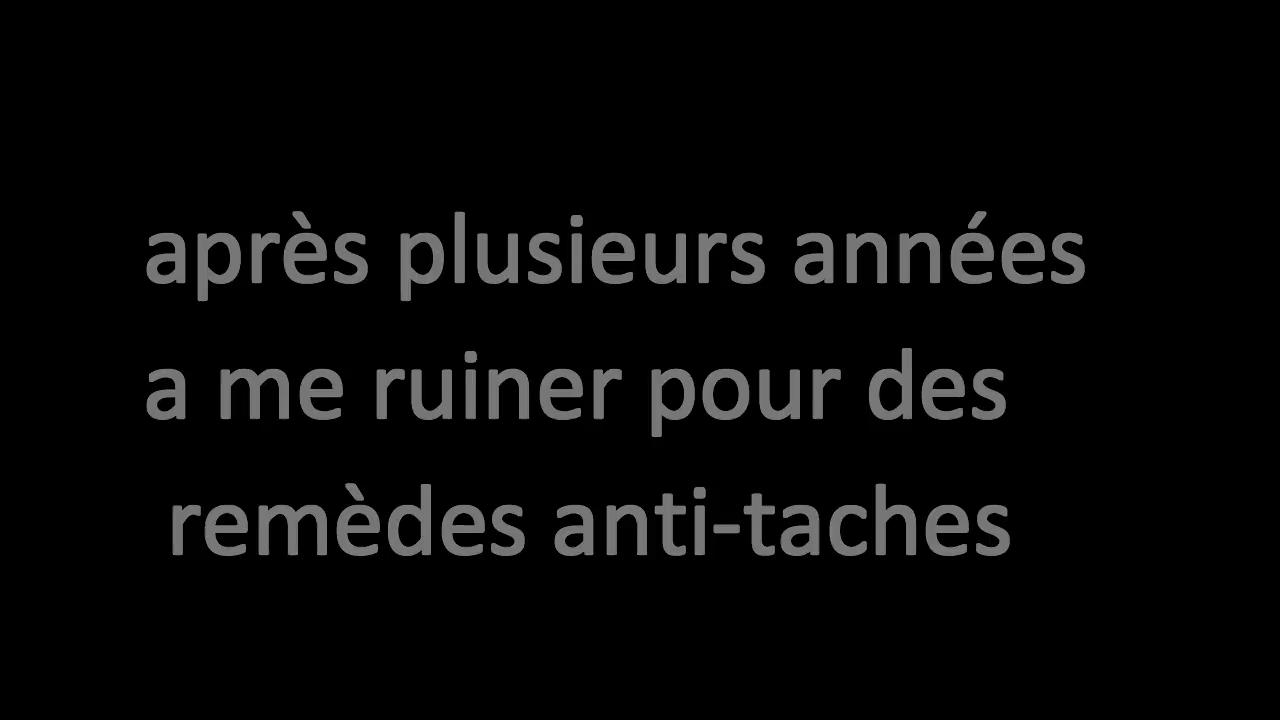 après plusieurs années
a me ruiner pour des
remèdes anti-taches